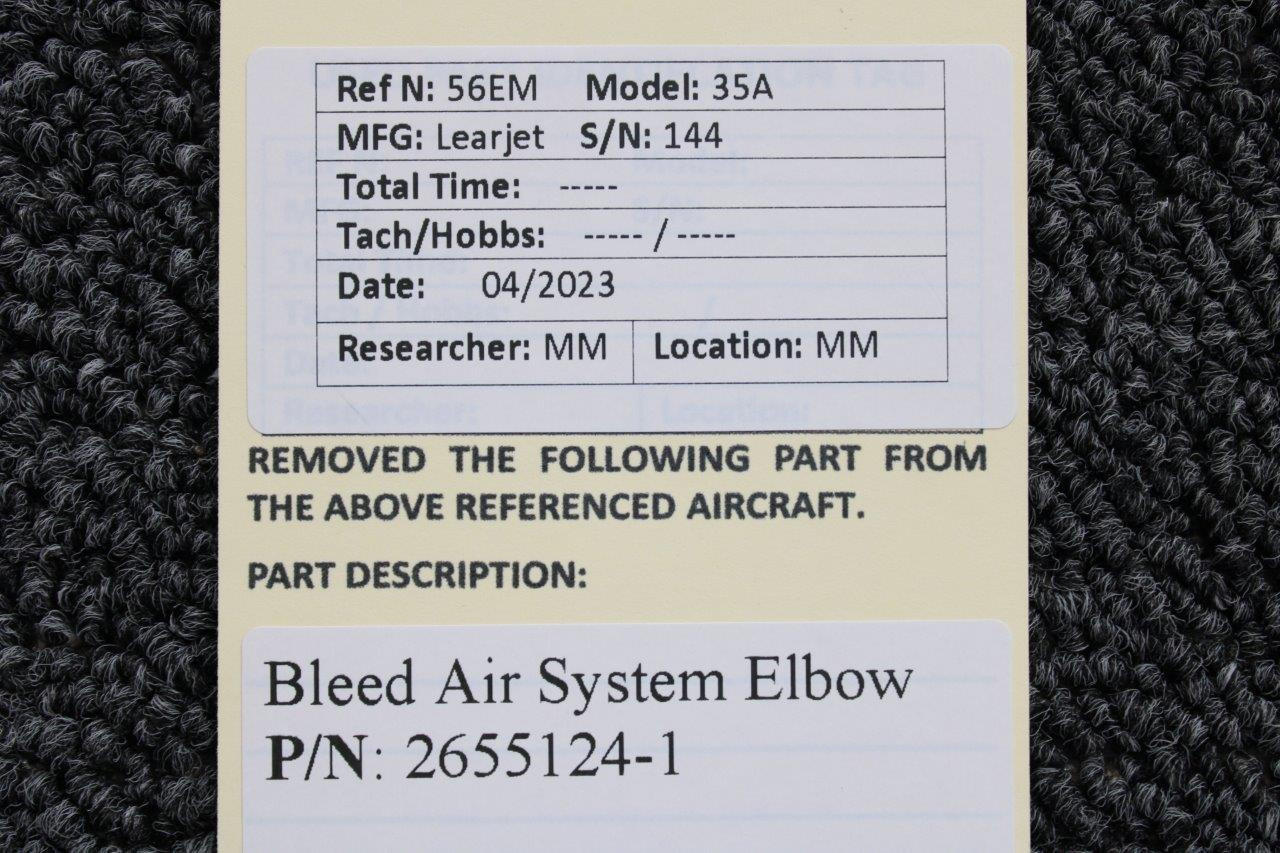 Ref N: 56EM Model: 35A
MFG: Learjet S/N: 144
Total Time: -----
Tach/Hobbs: ----- / -----
Date: 04/2023
Researcher: MM Location: MM
REMOVED THE FOLLOWING PART FROM
THE ABOVE REFERENCED AIRCRAFT.
PART DESCRIPTION:
Bleed Air System Elbow
P/N: 2655124-1